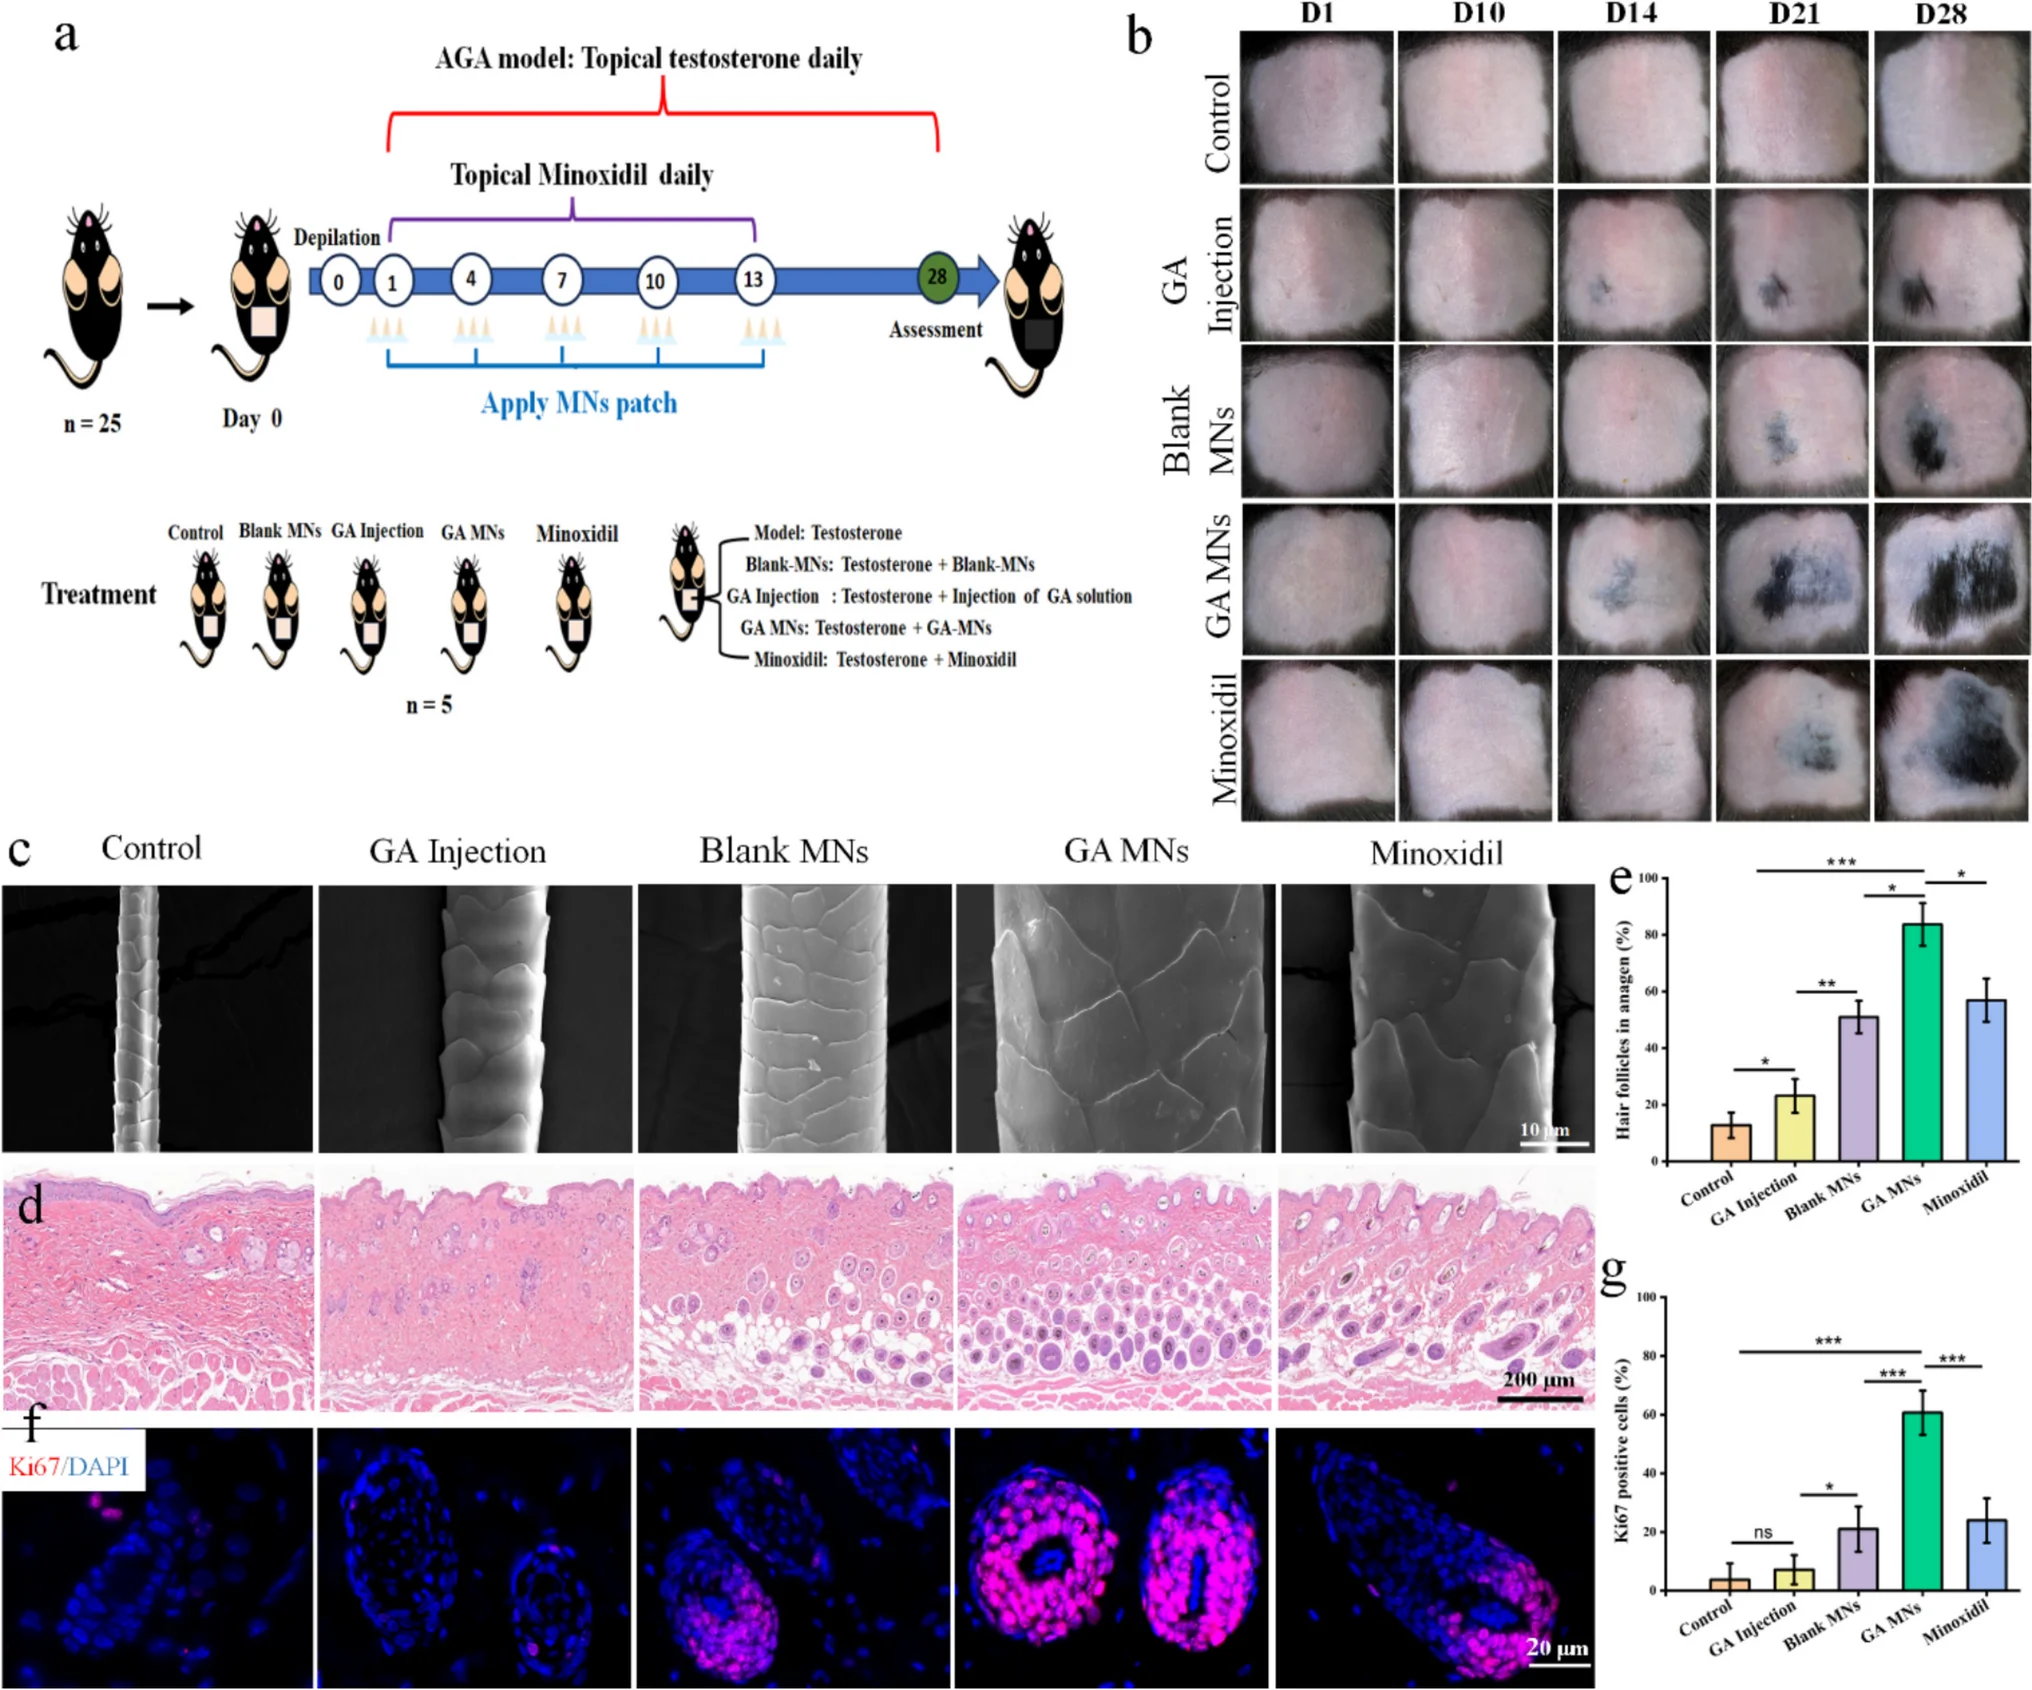 a
AGA model: Topical testosterone daily
Topical Minoxidil daily
Depilation
0
1
4
7
10
13
28
Assessment
Apply MNs patch
n = 25
Day 0
Control
Blank MNs
GA Injection
GA MNs
Minoxidil
Treatment
n = 5
Model: Testosterone
Blank-MNs: Testosterone + Blank-MNs
GA Injection : Testosterone + Injection of GA solution
GA MNs: Testosterone + GA-MNs
Minoxidil: Testosterone + Minoxidil
b
D1
D10
D14
D21
D28
Control
GA
Injection
Blank
MNs
GA MNs
Minoxidil
c
Control
GA Injection
Blank MNs
GA MNs
Minoxidil
10 μm
d
200 μm
e
Hair follicles in anagen (%)
100
80
60
40
20
0
***
*
*
**
*
Control
GA Injection
Blank MNs
GA MNs
Minoxidil
f
Ki67/DAPI
20 μm
g
Ki67 positive cells (%)
100
80
60
40
20
0
***
***
***
*
ns
Control
GA Injection
Blank MNs
GA MNs
Minoxidil